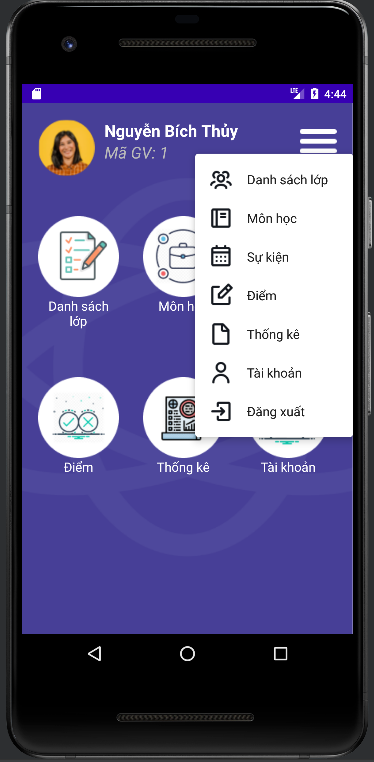 LTE 4:44
Nguyễn Bích Thủy
Mã GV: 1
Danh sách lớp
Môn học
Sự kiện
Điểm
Thống kê
Tài khoản
Đăng xuất
Danh sách
lớp
Môn h
Điểm
Thống kê
Tài khoản